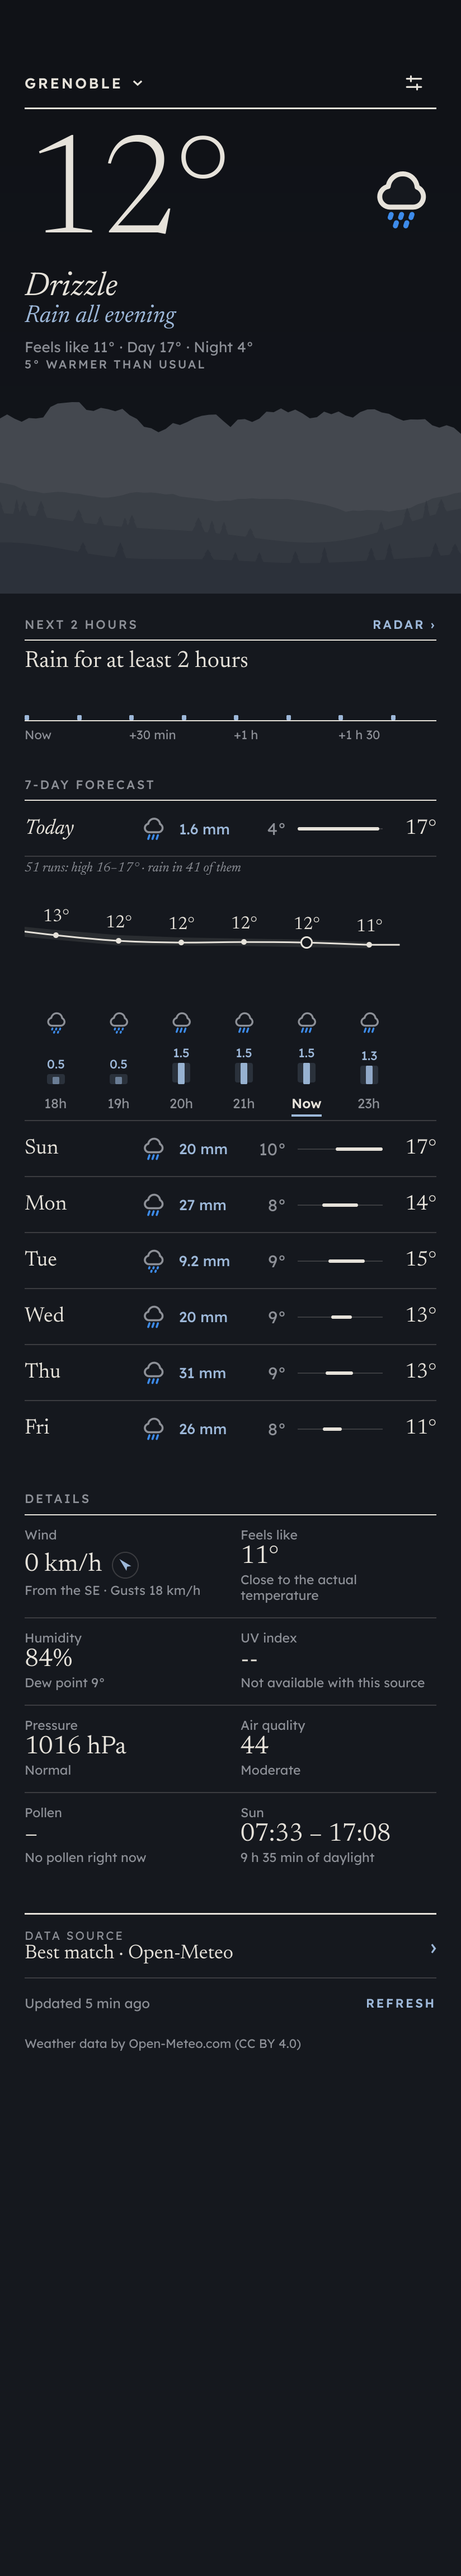 GRENOBLE
12°
Drizzle
Rain all evening
Feels like 11° · Day 17° · Night 4°
5° WARMER THAN USUAL
NEXT 2 HOURS RADAR ›
Rain for at least 2 hours
Now +30 min +1 h +1 h 30
7-DAY FORECAST
Today 1.6 mm 4° 17°
51 runs: high 16–17° · rain in 41 of them
13° 12° 12° 12° 12° 11°
0.5 0.5 1.5 1.5 1.5 1.3
18h 19h 20h 21h Now 23h
Sun 20 mm 10° 17°
Mon 27 mm 8° 14°
Tue 9.2 mm 9° 15°
Wed 20 mm 9° 13°
Thu 31 mm 9° 13°
Fri 26 mm 8° 11°
DETAILS
Wind
0 km/h
From the SE · Gusts 18 km/h
Feels like
11°
Close to the actual
temperature
Humidity
84%
Dew point 9°
UV index
--
Not available with this source
Pressure
1016 hPa
Normal
Air quality
44
Moderate
Pollen
–
No pollen right now
Sun
07:33 – 17:08
9 h 35 min of daylight
DATA SOURCE
Best match · Open-Meteo ›
Updated 5 min ago REFRESH
Weather data by Open-Meteo.com (CC BY 4.0)